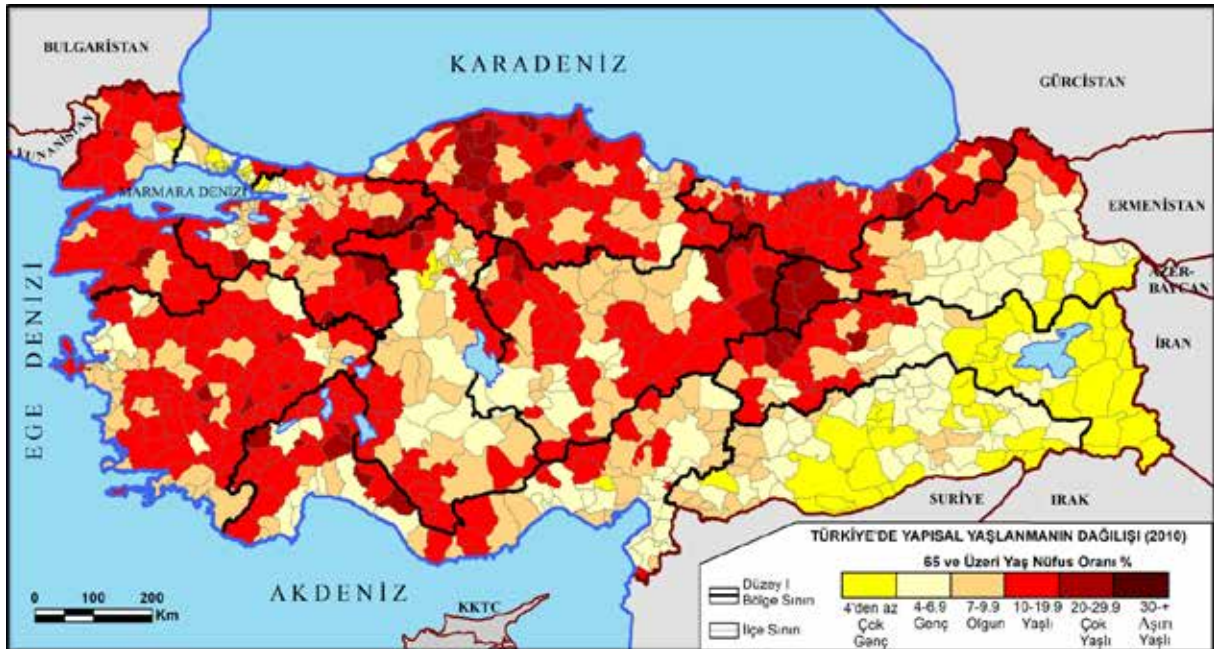 BULGARİSTAN
KARADENİZ
GÜRCİSTAN
YUNANİSTAN
MARMARA DENİZİ
ERMENİSTAN
AZER-
BAYCAN
İRAN
EGE DENİZİ
SURİYE
IRAK
AKDENİZ
KKTC
0 100 200
Km
TÜRKİYE'DE YAPISAL YAŞLANMANIN DAĞILIŞI (2010)
65 ve Üzeri Yaş Nüfus Oranı %
Düzey I
Bölge Sınırı
İlçe Sınırı
4'den az 4-6.9 7-9.9 10-19.9 20-29.9 30-+
Çok Genç Olgun Yaşlı Çok Aşırı
Genç Yaşlı Yaşlı